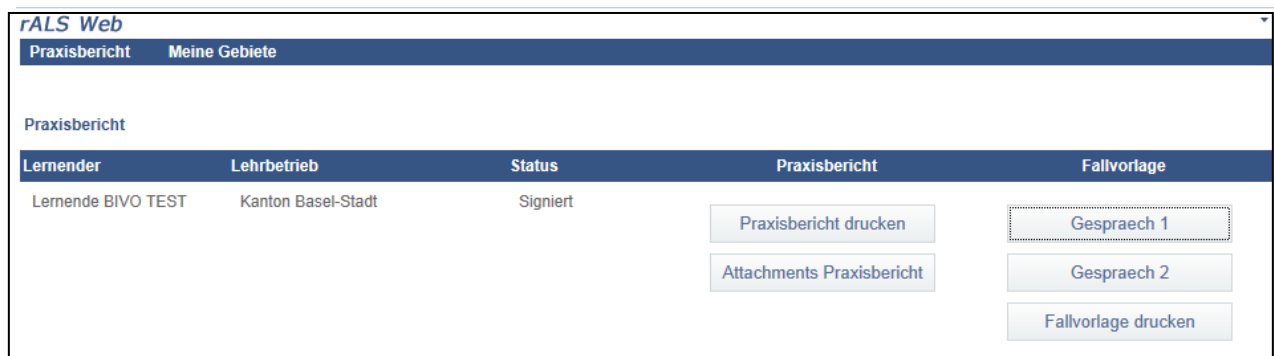 rALS Web
Praxisbericht Meine Gebiete
Praxisbericht
Lernender Lehrbetrieb Status Praxisbericht Fallvorlage
Lernende BIVO TEST Kanton Basel-Stadt Signiert
Praxisbericht drucken Gespraech 1
Attachments Praxisbericht Gespraech 2
Fallvorlage drucken